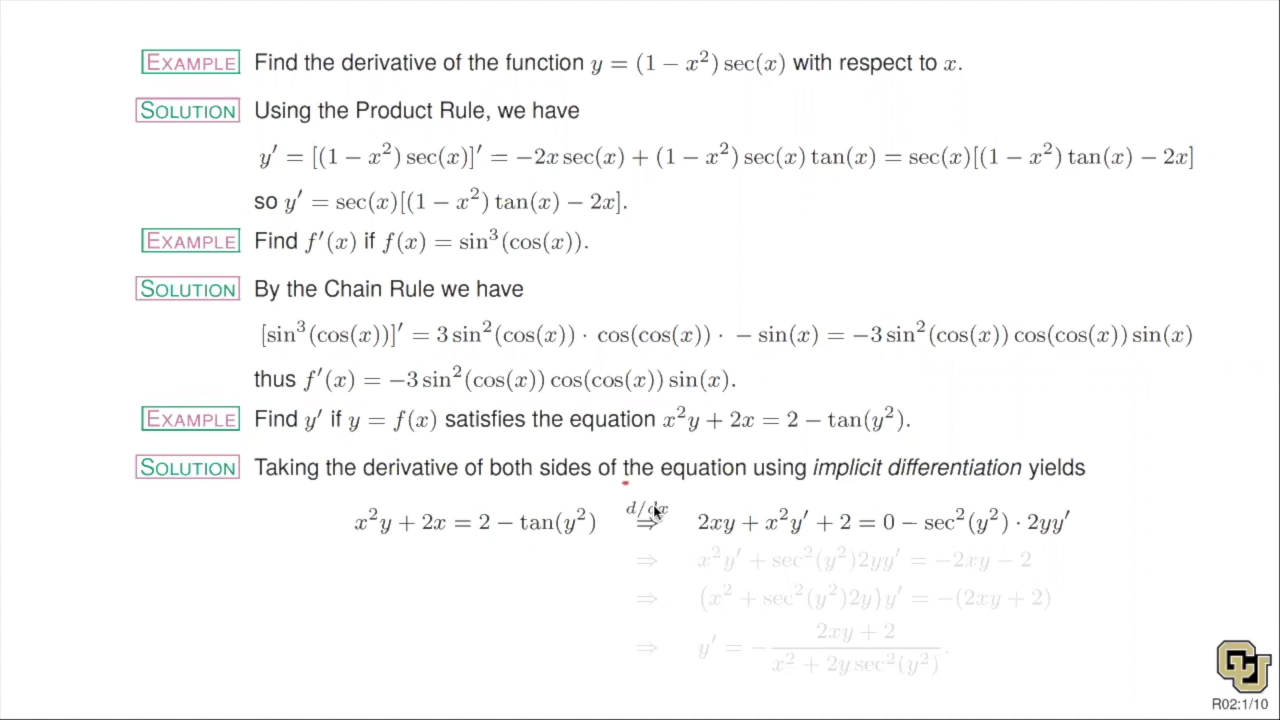 EXAMPLE Find the derivative of the function y = (1 − x²) sec(x) with respect to x.
SOLUTION Using the Product Rule, we have
y′ = [(1 − x²) sec(x)]′ = −2x sec(x) + (1 − x²) sec(x) tan(x) = sec(x)[(1 − x²) tan(x) − 2x]
so y′ = sec(x)[(1 − x²) tan(x) − 2x].
EXAMPLE Find f′(x) if f(x) = sin³(cos(x)).
SOLUTION By the Chain Rule we have
[sin³(cos(x))]′ = 3 sin²(cos(x)) · cos(cos(x)) · − sin(x) = −3 sin²(cos(x)) cos(cos(x)) sin(x)
thus f′(x) = −3 sin²(cos(x)) cos(cos(x)) sin(x).
EXAMPLE Find y′ if y = f(x) satisfies the equation x²y + 2x = 2 − tan(y²).
SOLUTION Taking the derivative of both sides of the equation using implicit differentiation yields
x²y + 2x = 2 − tan(y²) d/dx ⇒ 2xy + x²y′ + 2 = 0 − sec²(y²) · 2yy′
⇒ x²y′ + sec²(y²)2yy′ = −2xy − 2
⇒ (x² + sec²(y²)2y)y′ = −(2xy + 2)
⇒ y′ = − (2xy + 2) / (x² + 2y sec²(y²)).
CU
R02:1/10